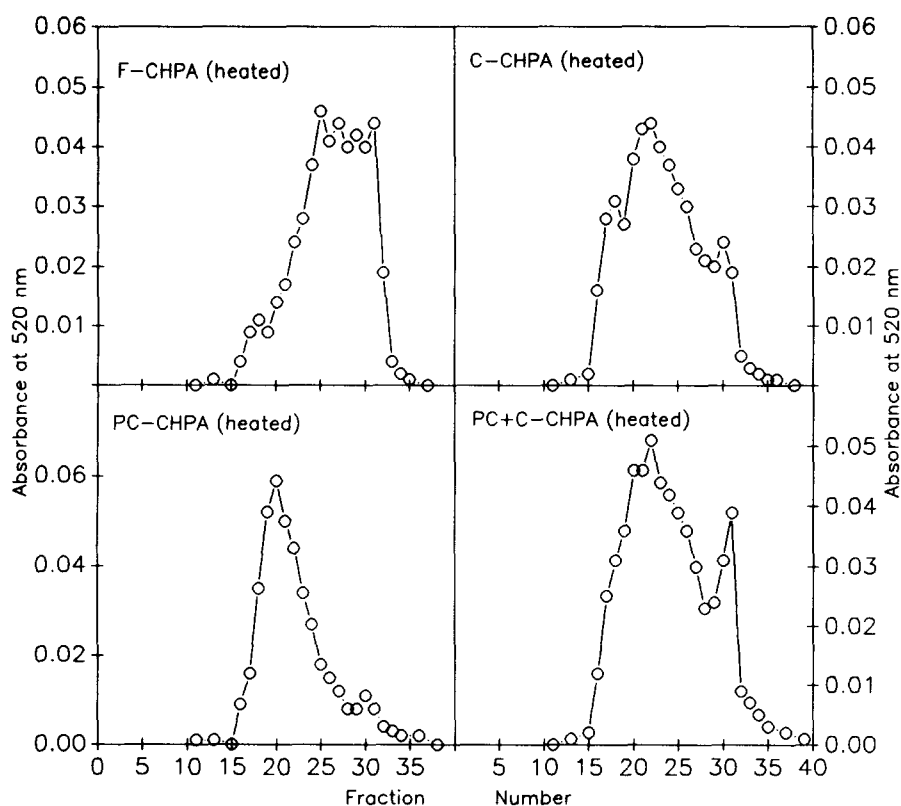 0.06
0.05
0.04
0.03
0.02
0.01
F-CHPA (heated)
C-CHPA (heated)
0.06
0.05
0.04
0.03
0.02
0.01
Absorbance at 520 nm
Absorbance at 520 nm
PC-CHPA (heated)
PC+C-CHPA (heated)
0.06
0.04
0.02
0.00
0.05
0.04
0.03
0.02
0.01
0.00
0 5 10 15 20 25 30 35
5 10 15 20 25 30 35 40
Fraction Number